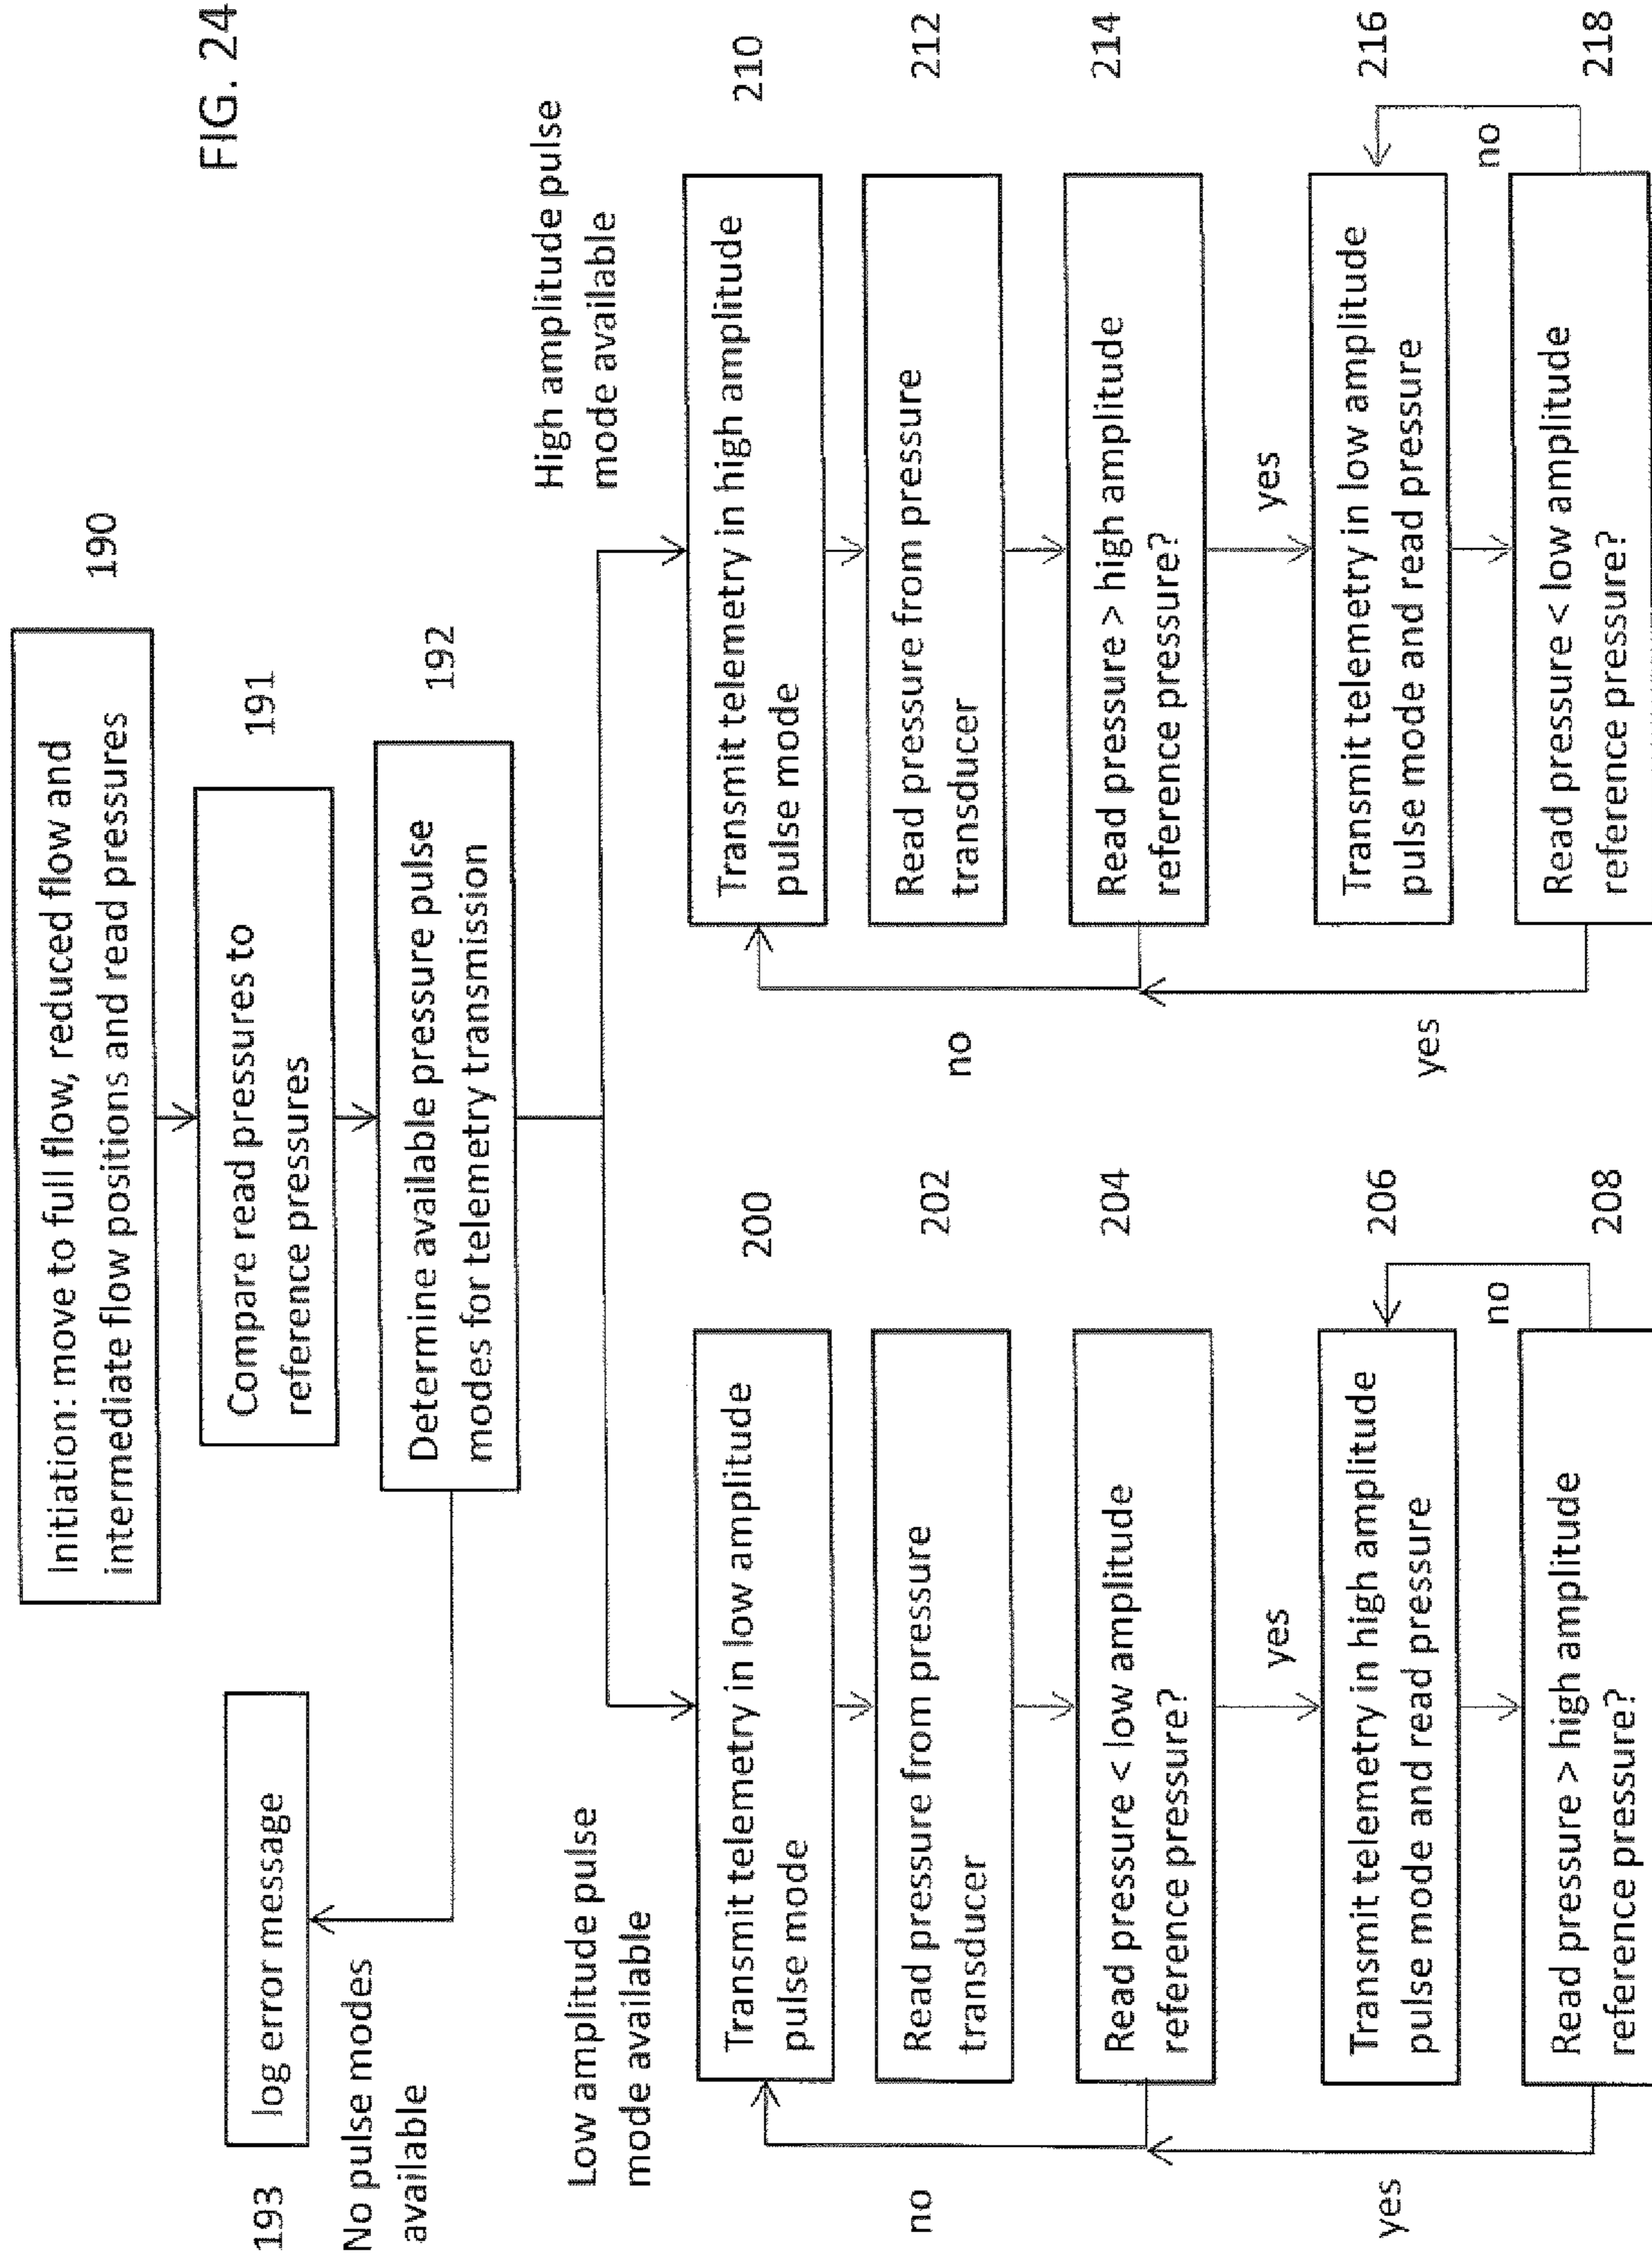 FIG. 24
Initiation: move to full flow, reduced flow and
intermediate flow positions and read pressures
190
Compare read pressures to
reference pressures
191
Determine available pressure pulse
modes for telemetry transmission
192
log error message
193
No pulse modes
available
Low amplitude pulse
mode available
High amplitude pulse
mode available
Transmit telemetry in low amplitude
pulse mode
200
Read pressure from pressure
transducer
202
Read pressure < low amplitude
reference pressure?
204
no
yes
Transmit telemetry in high amplitude
pulse mode and read pressure
206
no
Read pressure > high amplitude
reference pressure?
208
yes
Transmit telemetry in high amplitude
pulse mode
210
Read pressure from pressure
transducer
212
Read pressure > high amplitude
reference pressure?
214
no
yes
Transmit telemetry in low amplitude
pulse mode and read pressure
216
no
Read pressure < low amplitude
reference pressure?
218
yes